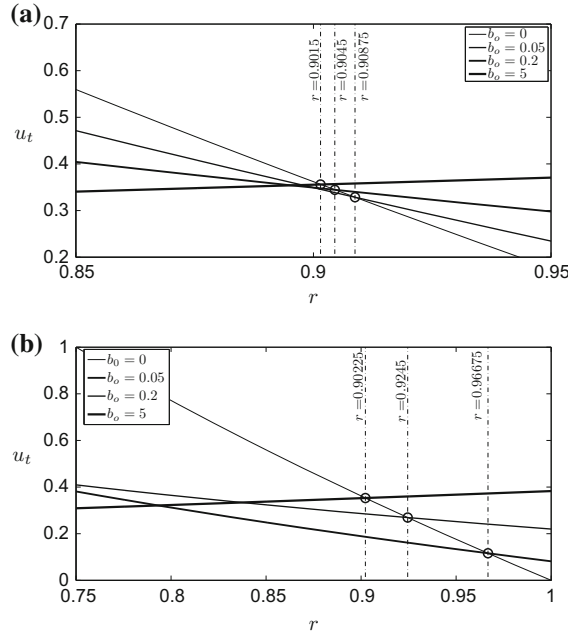 (a)
0.7
0.6
0.5
0.4
0.3
0.2
u_t
r=0.9015
r=0.9045
r=0.90875
b_o = 0
b_o = 0.05
b_o = 0.2
b_o = 5
0.85
0.9
0.95
r
(b)
1
0.8
0.6
0.4
0.2
0
u_t
b_0 = 0
b_o = 0.05
b_o = 0.2
b_o = 5
r=0.90225
r=0.9245
r=0.96675
0.75
0.8
0.85
0.9
0.95
1
r